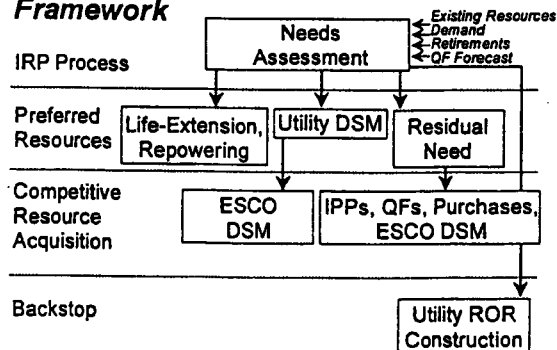 Framework
Existing Resources
Demand
Retirements
QF Forecast
Needs
Assessment
IRP Process
Preferred
Resources
Life-Extension,
Repowering
Utility DSM
Residual
Need
Competitive
Resource
Acquisition
ESCO
DSM
IPPs, QFs, Purchases,
ESCO DSM
Backstop
Utility ROR
Construction